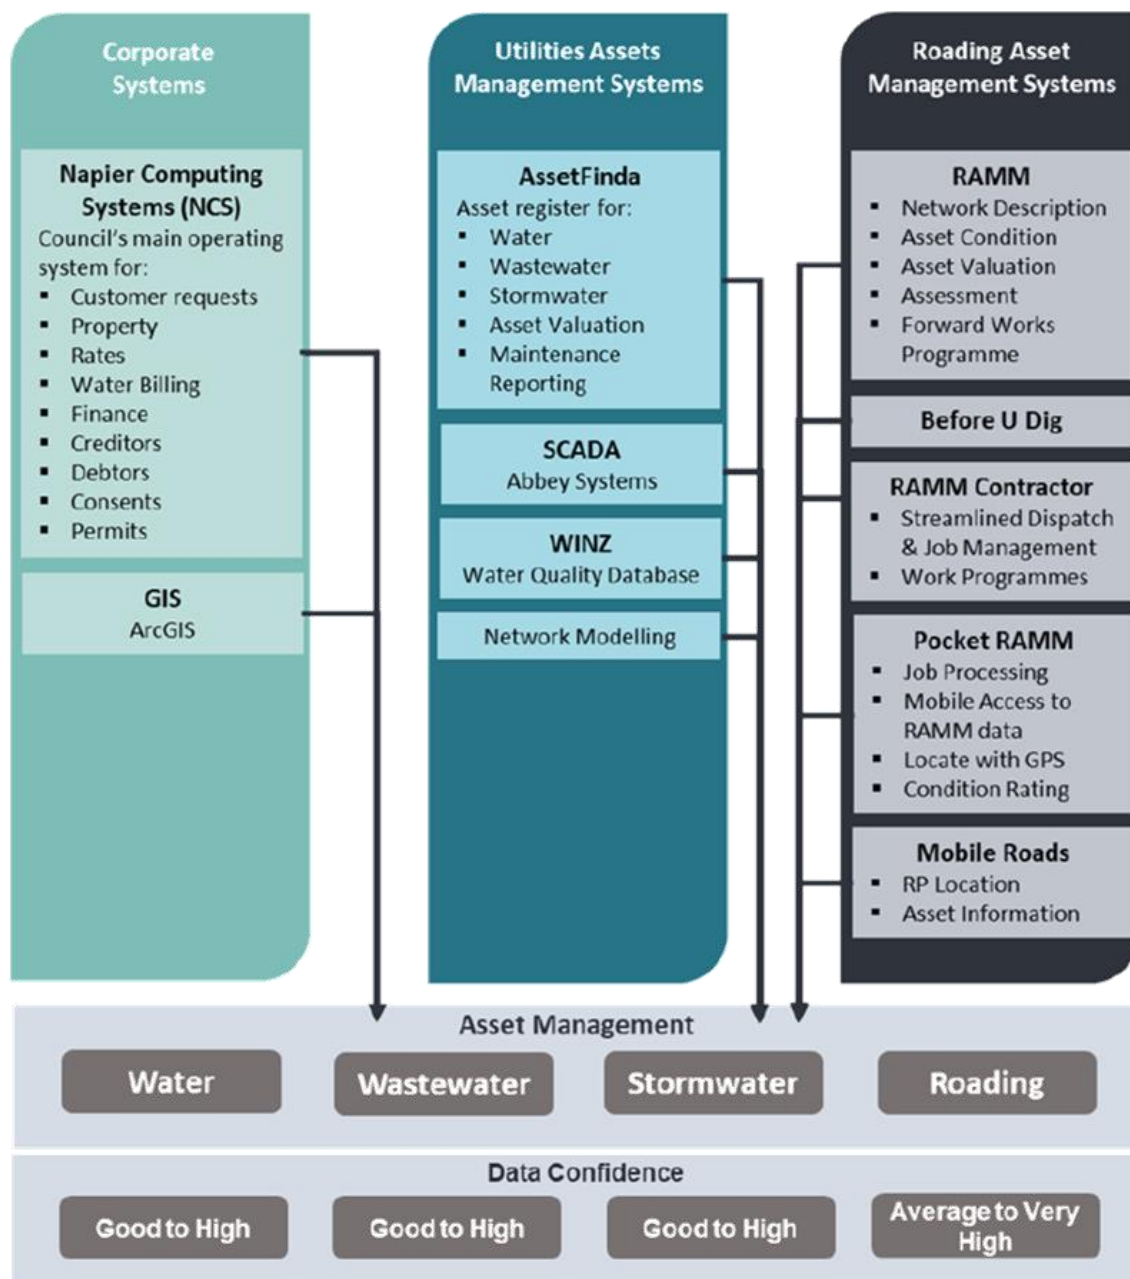 Corporate
Systems
Napier Computing
Systems (NCS)
Council's main operating
system for:
▪ Customer requests
▪ Property
▪ Rates
▪ Water Billing
▪ Finance
▪ Creditors
▪ Debtors
▪ Consents
▪ Permits
GIS
ArcGIS
Utilities Assets
Management Systems
AssetFinda
Asset register for:
▪ Water
▪ Wastewater
▪ Stormwater
▪ Asset Valuation
▪ Maintenance
Reporting
SCADA
Abbey Systems
WINZ
Water Quality Database
Network Modelling
Roading Asset
Management Systems
RAMM
▪ Network Description
▪ Asset Condition
▪ Asset Valuation
▪ Assessment
▪ Forward Works
Programme
Before U Dig
RAMM Contractor
▪ Streamlined Dispatch
& Job Management
▪ Work Programmes
Pocket RAMM
▪ Job Processing
▪ Mobile Access to
RAMM data
▪ Locate with GPS
▪ Condition Rating
Mobile Roads
▪ RP Location
▪ Asset Information
Asset Management
Water
Wastewater
Stormwater
Roading
Data Confidence
Good to High
Good to High
Good to High
Average to Very
High